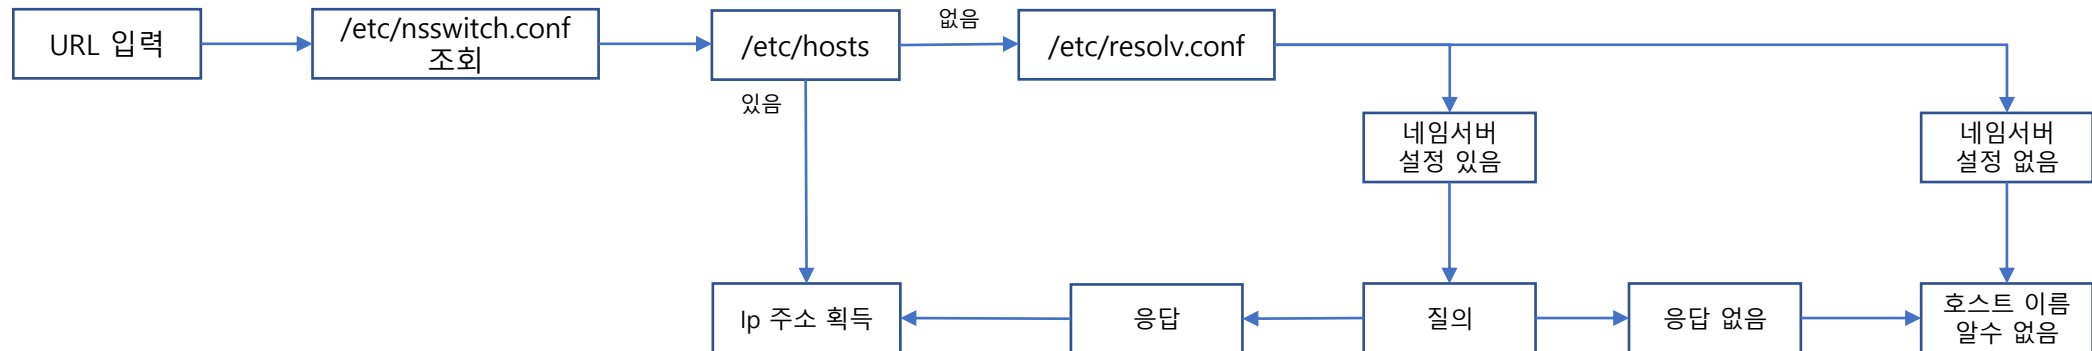 URL 입력
/etc/nsswitch.conf
조회
/etc/hosts
없음
/etc/resolv.conf
있음
네임서버
설정 있음
네임서버
설정 없음
Ip 주소 획득
응답
질의
응답 없음
호스트 이름
알수 없음